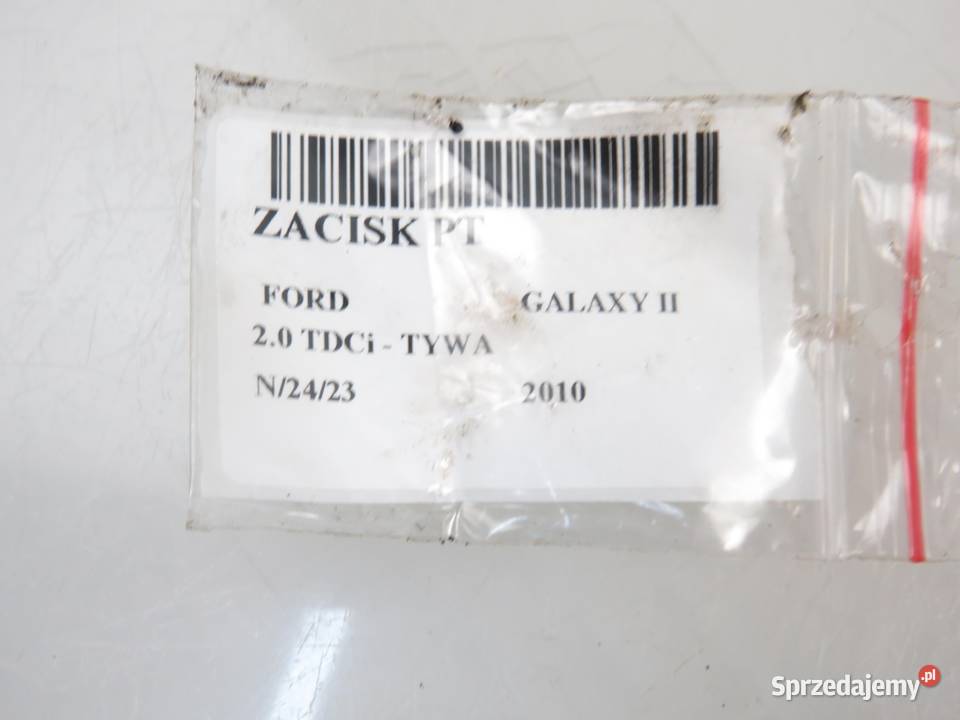 ZACISK PT
FORD GALAXY II
2.0 TDCi - TYWA
N/24/23 2010
Sprzedajemy.pl